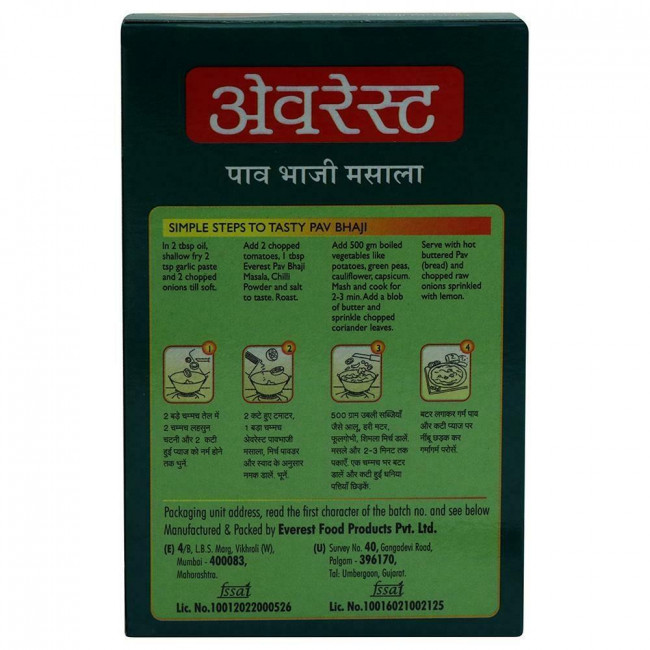 अेवरेस्ट
पाव भाजी मसाला
SIMPLE STEPS TO TASTY PAV BHAJI
In 2 tbsp oil,
shallow fry 2
tsp garlic paste
and 2 chopped
onions till soft.
Add 2 chopped
tomatoes, 1 tbsp
Everest Pav Bhaji
Masala, Chilli
Powder and salt
to taste. Roast.
Add 500 gm boiled
vegetables like
potatoes, green peas,
cauliflower, capsicum.
Mash and cook for
2-3 min. Add a blob
of butter and
sprinkle chopped
coriander leaves.
Serve with hot
buttered Pav
(bread) and
chopped raw
onions sprinkled
with lemon.
1
2
3
4
2 बड़े चम्मच तेल में
2 चम्मच लहसुन
चटनी और 2 कटी
हुई प्याज को नर्म होने
तक भुनें.
2 कटे हुए टमाटर,
1 बड़ा चम्मच
अेवरेस्ट पावभाजी
मसाला, मिर्च पावडर
और स्वाद के अनुसार
नमक डालें. भूनें.
500 ग्राम उबली सब्जियाँ
जैसे आलू, हरी मटर,
फूलगोभी, शिमला मिर्च डालें.
मसले और 2-3 मिनट तक
पकाएँ. एक चम्मच भर बटर
डालें और कटी हुई धनिया
पत्तियाँ छिड़कें.
बटर लगाकर गर्म पाव
और कटी प्याज पर
नींबू छिड़क कर
गर्मागर्म परोसें.
Packaging unit address, read the first character of the batch no. and see below
Manufactured & Packed by Everest Food Products Pvt. Ltd.
(E) 4/B, L.B.S. Marg, Vikhroli (W),
Mumbai - 400083,
Maharashtra.
fssai
Lic. No.10012022000526
(U) Survey No. 40, Gangadevi Road,
Palgam - 396170,
Tal: Umbergaon, Gujarat.
fssai
Lic. No.10016021002125